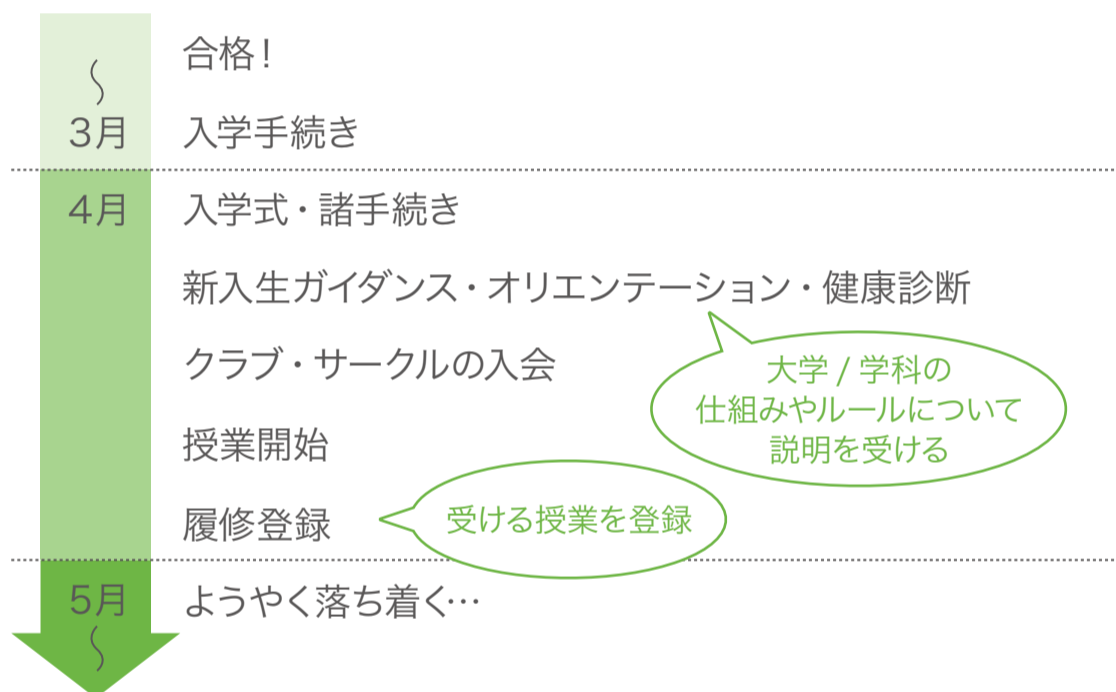 合格！
～
3月 入学手続き
4月 入学式・諸手続き
新入生ガイダンス・オリエンテーション・健康診断
大学 / 学科の
仕組みやルールについて
説明を受ける
クラブ・サークルの入会
授業開始
履修登録
受ける授業を登録
5月 ようやく落ち着く…
～